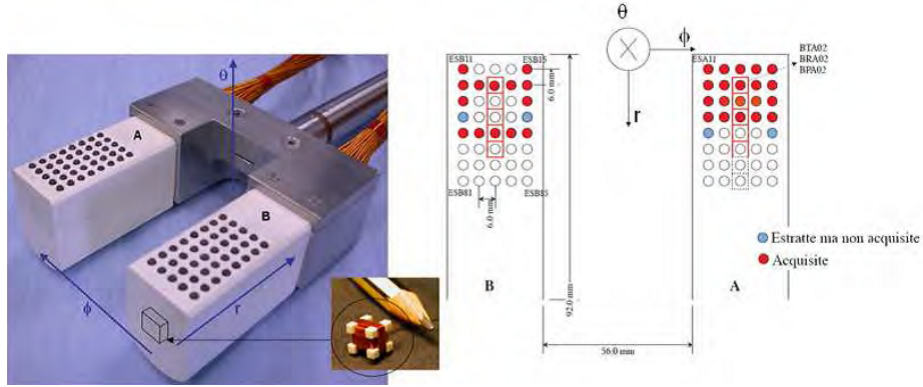 θ
A
B
φ
r
θ
φ
r
ESB11
ESB15
6.0 mm
ESB81
ESB85
6.0 mm
B
92.0 mm
56.0 mm
ESA11
BTA02
BRA02
BPA02
A
Estratte ma non acquisite
Acquisite